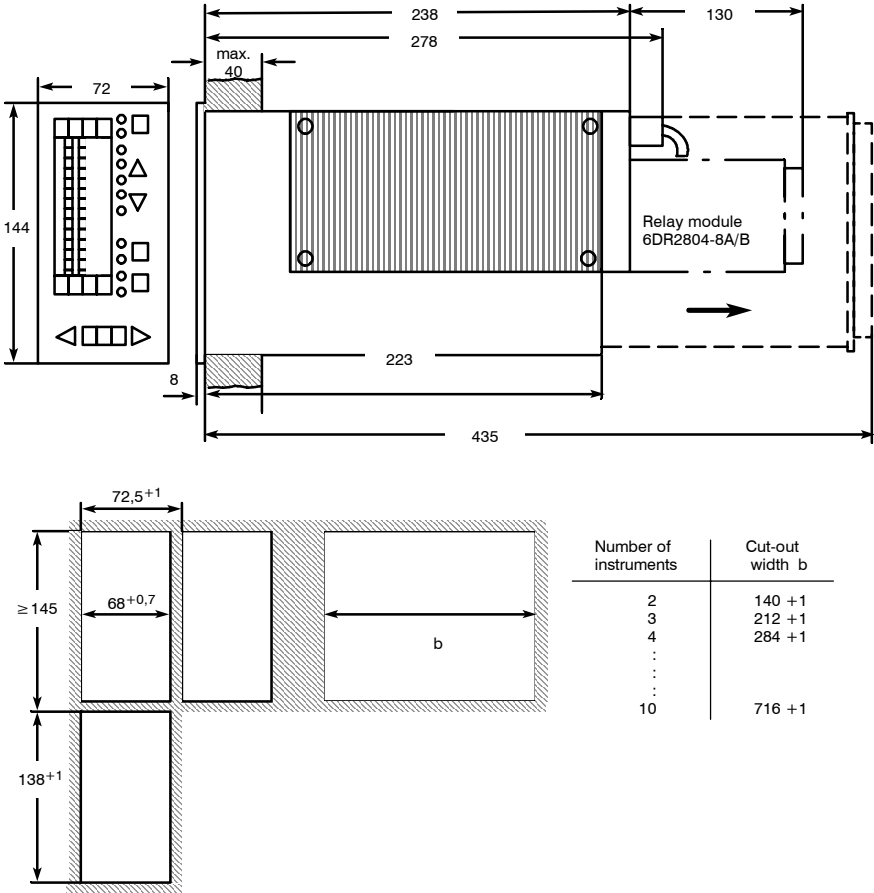 238
130
278
max.
40
72
144
Relay module
6DR2804-8A/B
223
8
435
72,5+1
Number of
instruments
Cut-out
width b
≥145
68+0,7
2 140 +1
3 212 +1
4 284 +1
b
:
:
:
10 716 +1
138+1